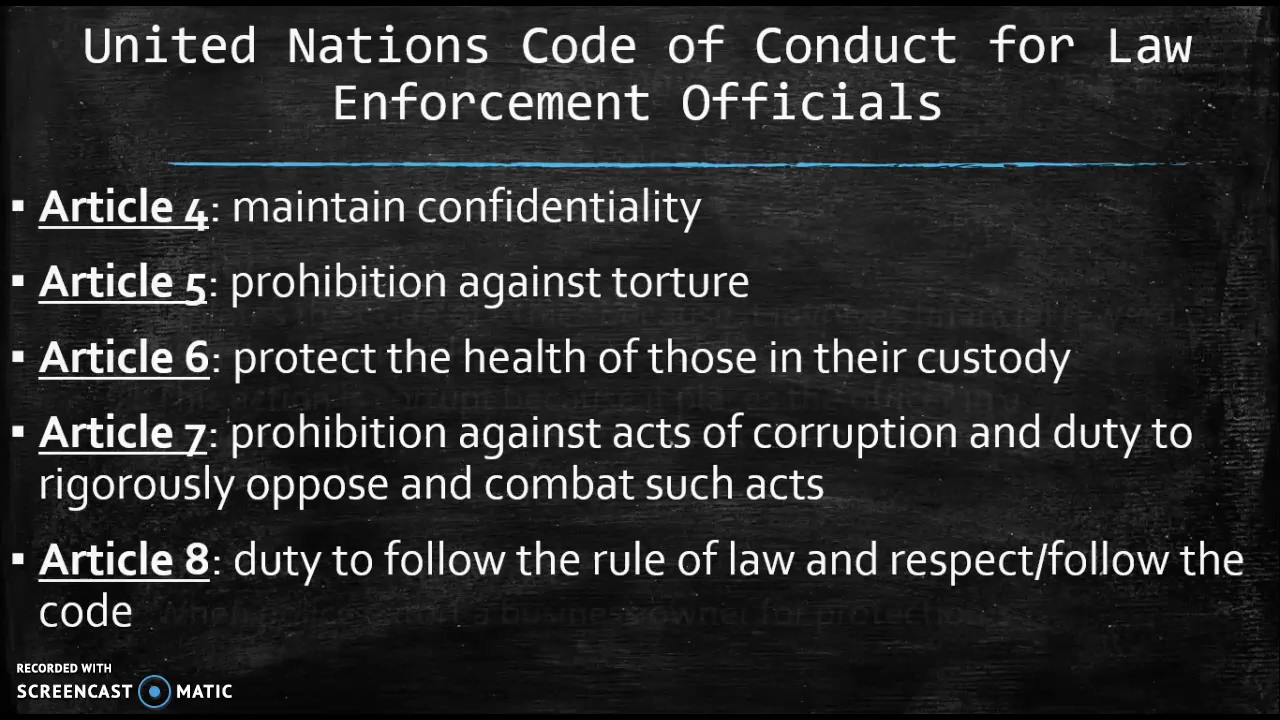 United Nations Code of Conduct for Law
Enforcement Officials
▪ Article 4: maintain confidentiality
▪ Article 5: prohibition against torture
▪ Article 6: protect the health of those in their custody
▪ Article 7: prohibition against acts of corruption and duty to
rigorously oppose and combat such acts
▪ Article 8: duty to follow the rule of law and respect/follow the
code
RECORDED WITH
SCREENCAST MATIC